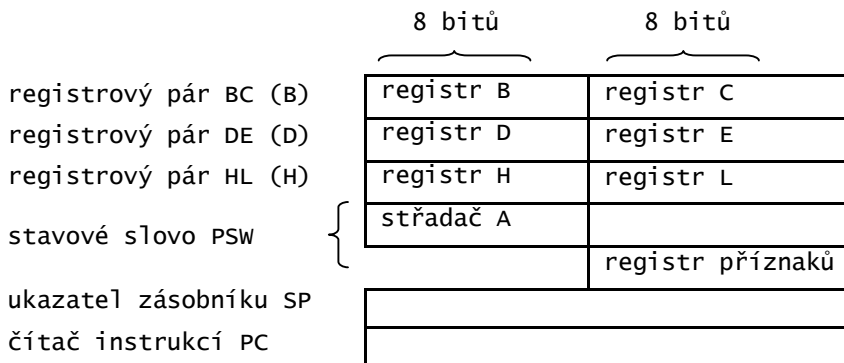 8 bitů 8 bitů
registrový pár BC (B) registr B registr C
registrový pár DE (D) registr D registr E
registrový pár HL (H) registr H registr L
střadač A
stavové slovo PSW
registr příznaků
ukazatel zásobníku SP
čítač instrukcí PC